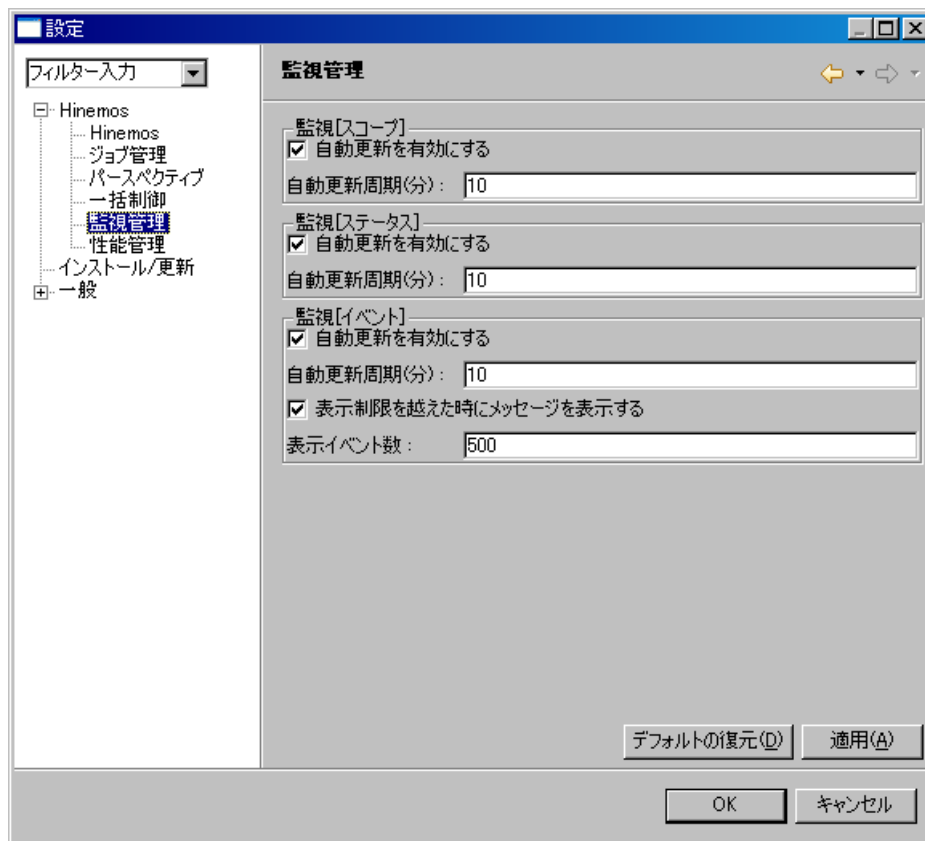 設定
フィルター入力
Hinemos
Hinemos
ジョブ管理
パースペクティブ
一括制御
監視管理
性能管理
インストール/更新
一般
監視管理
監視[スコープ]
自動更新を有効にする
自動更新周期(分): 10
監視[ステータス]
自動更新を有効にする
自動更新周期(分): 10
監視[イベント]
自動更新を有効にする
自動更新周期(分): 10
表示制限を越えた時にメッセージを表示する
表示イベント数: 500
デフォルトの復元(D) 適用(A)
OK キャンセル